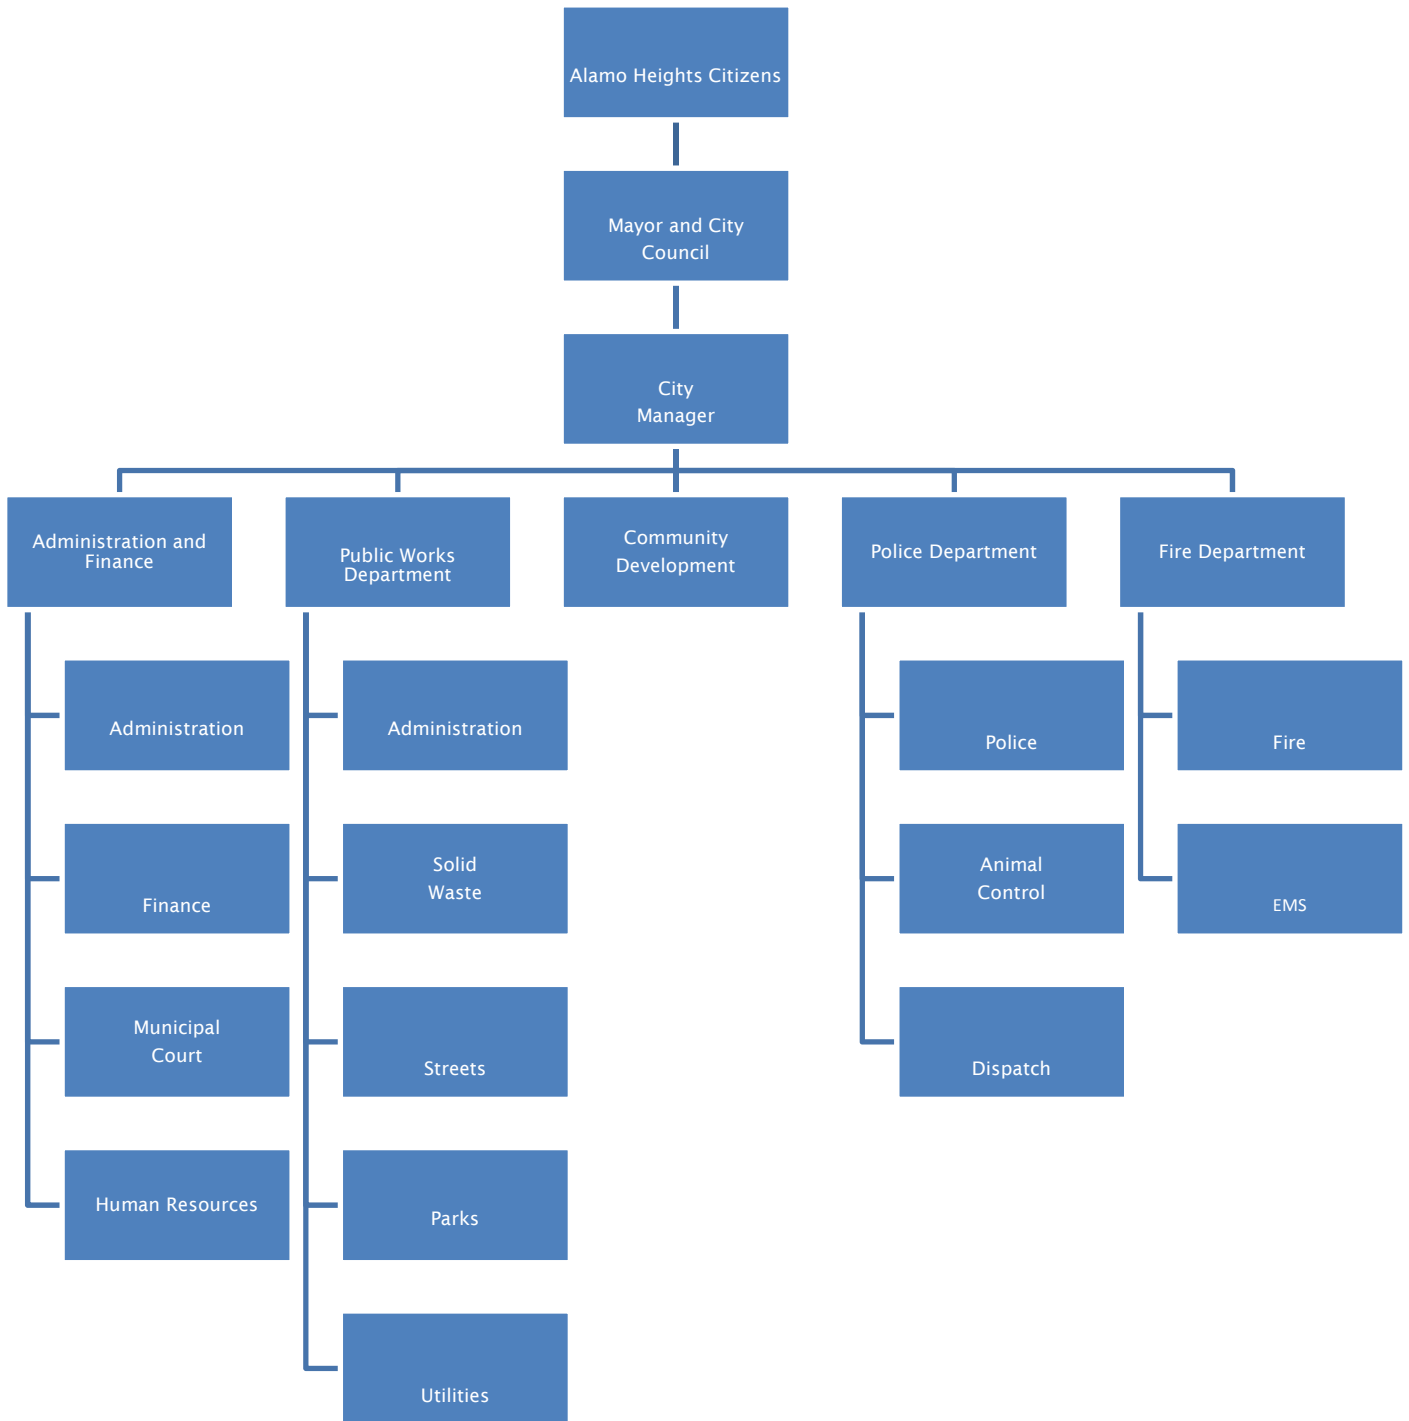 Alamo Heights Citizens
Mayor and City
Council
City
Manager
Administration and
Finance
Public Works
Department
Community
Development
Police Department
Fire Department
Administration
Administration
Police
Fire
Finance
Solid
Waste
Animal
Control
EMS
Municipal
Court
Streets
Dispatch
Human Resources
Parks
Utilities